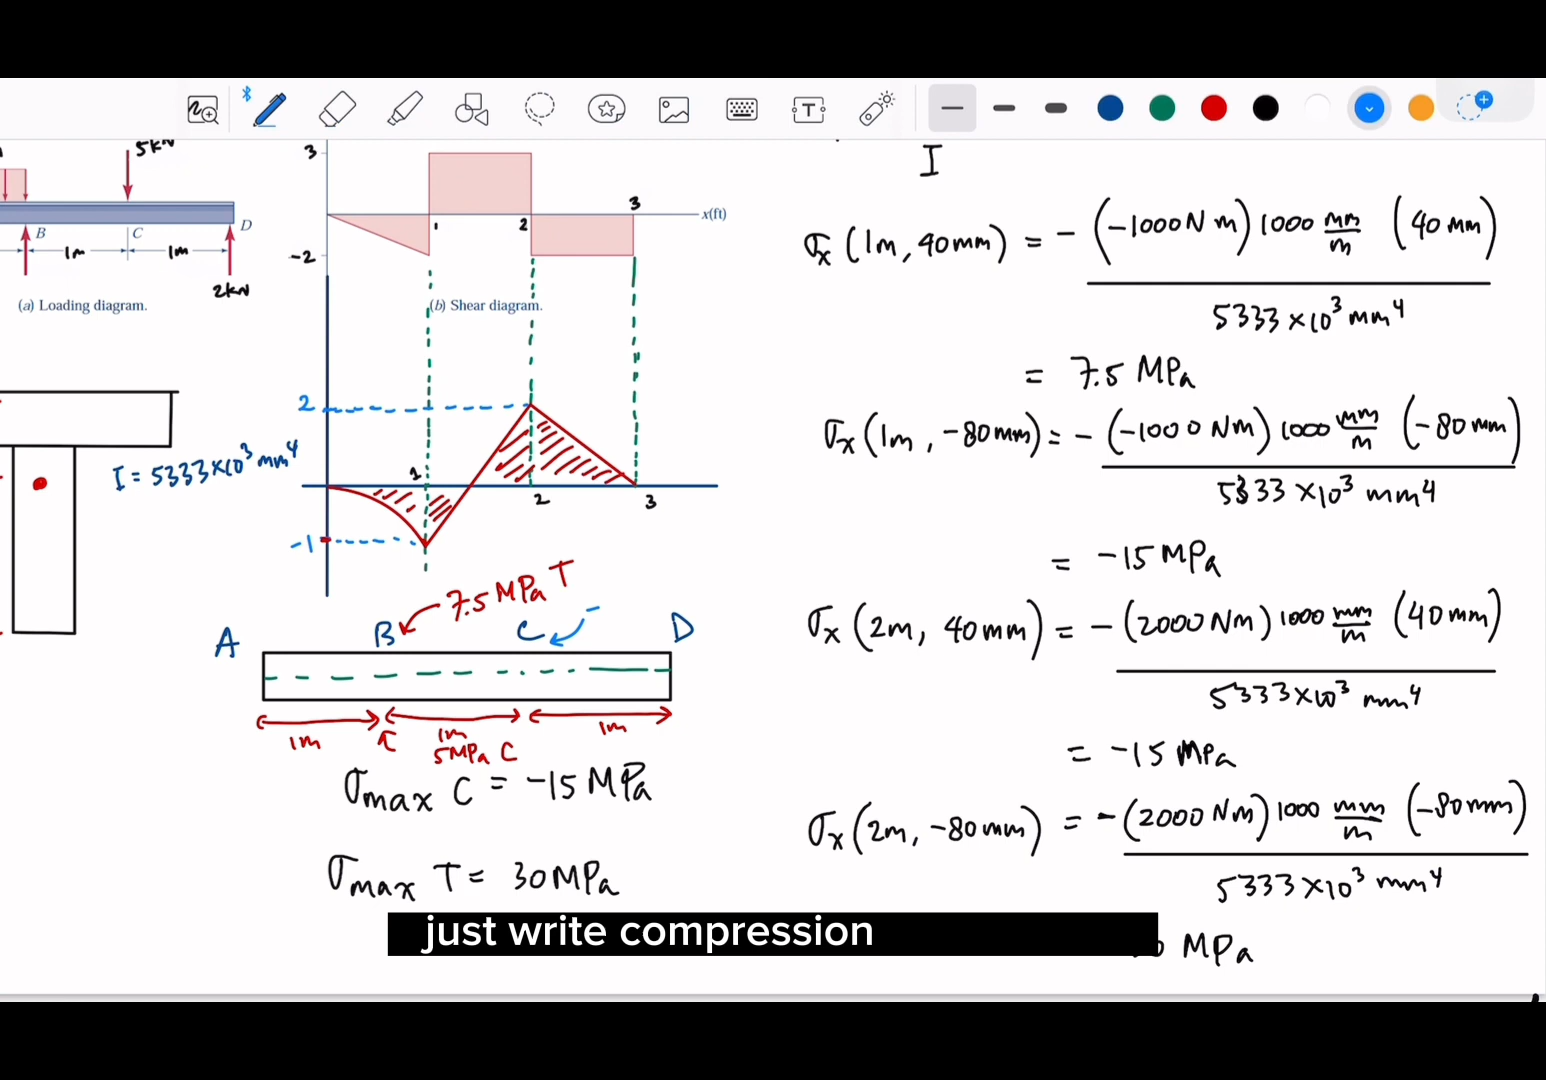 5kN
B
C
D
1m
1m
2kN
(a) Loading diagram.
3
-2
1
2
3
x(ft)
(b) Shear diagram.
I = 5333×10³ mm⁴
2
1
2
3
-1
7.5 MPa T
A
B
C
-
D
1m
1m
1m
5MPa C
σmax C = -15 MPa
σmax T = 30 MPa
I
σx (1m, 40mm) = - (-1000 N m) 1000 mm/m (40 mm)
5333 ×10³ mm⁴
= 7.5 MPa
σx (1m, -80mm) = - (-1000 Nm) 1000 mm/m (-80 mm)
5333 ×10³ mm⁴
= -15 MPa
σx (2m, 40mm) = - (2000 Nm) 1000 mm/m (40 mm)
5333×10³ mm⁴
= -15 MPa
σx (2m, -80mm) = - (2000 Nm) 1000 mm/m (-80mm)
5333×10³ mm⁴
MPa
just write compression